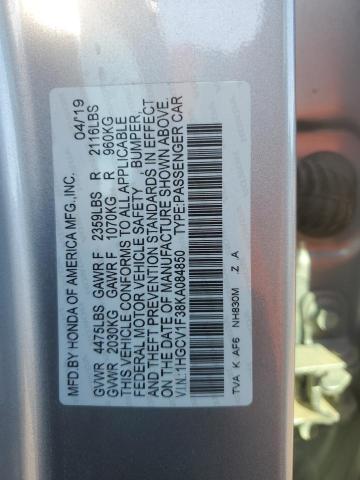 MFD.BY HONDA OF AMERICA MFG.,INC. 04/19
GVWR 4475LBS GAWR F 2359LBS R 2116LBS
GVWR 2030KG GAWR F 1070KG R 960KG
THIS VEHICLE CONFORMS TO ALL APPLICABLE
FEDERAL MOTOR VEHICLE SAFETY BUMPER,
AND THEFT PREVENTION STANDARDS IN EFFECT
ON THE DATE OF MANUFACTURE SHOWN ABOVE.
V.I.N.:1HGCV1F38KA084850 TYPE:PASSENGER CAR
TVA K AF6 NH830M Z A